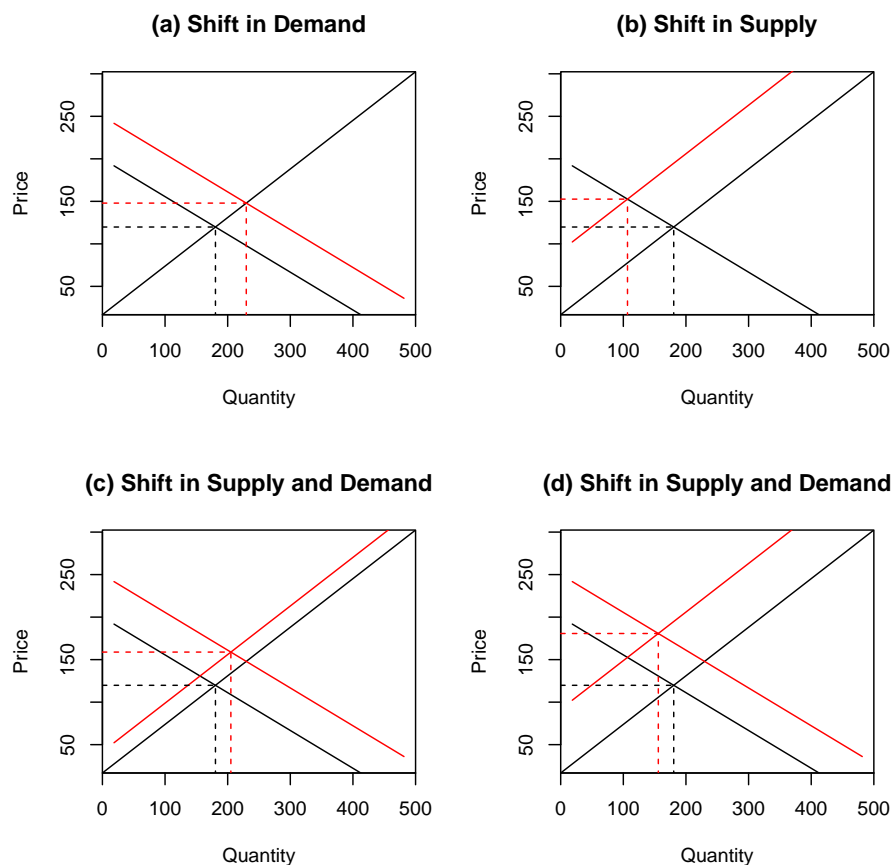 (a) Shift in Demand
Price
250
150
50
0 100 200 300 400 500
Quantity
(b) Shift in Supply
Price
250
150
50
0 100 200 300 400 500
Quantity
(c) Shift in Supply and Demand
Price
250
150
50
0 100 200 300 400 500
Quantity
(d) Shift in Supply and Demand
Price
250
150
50
0 100 200 300 400 500
Quantity